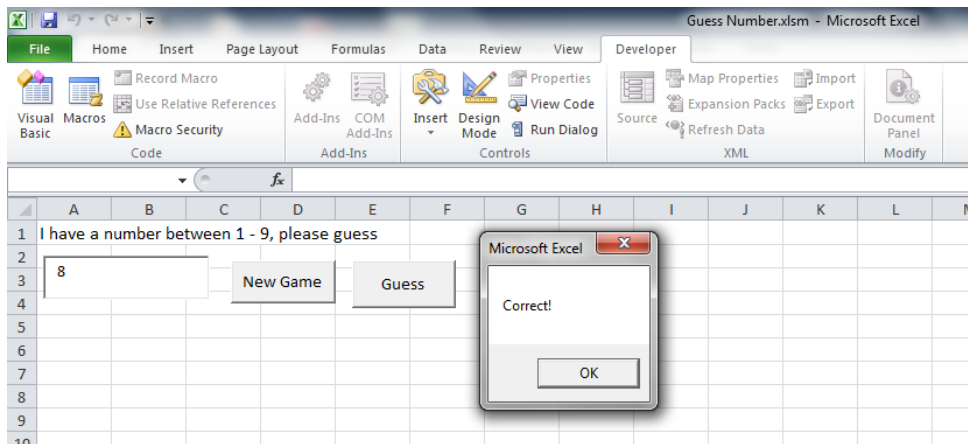 Guess Number.xlsm - Microsoft Excel
File Home Insert Page Layout Formulas Data Review View Developer
Visual Basic
Macros
Record Macro
Use Relative References
Macro Security
Code
Add-Ins
COM Add-Ins
Add-Ins
Insert
Design Mode
Properties
View Code
Run Dialog
Controls
Source
Map Properties
Expansion Packs
Refresh Data
Import
Export
XML
Document Panel
Modify
fx
A B C D E F G H I J K L
1 I have a number between 1 - 9, please guess
2
3
4
5
6
7
8
9
10
8
New Game
Guess
Microsoft Excel
Correct!
OK